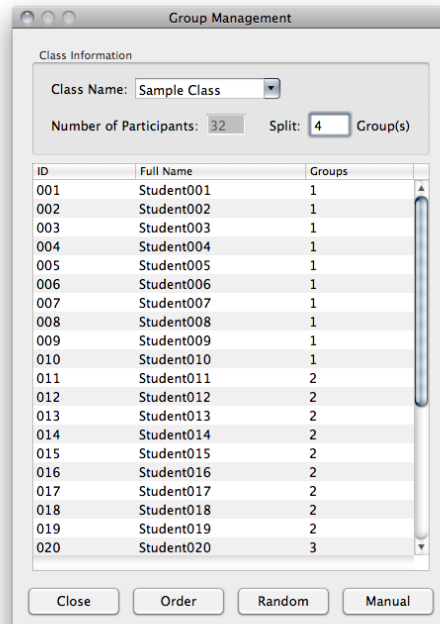 Group Management
Class Information
Class Name: Sample Class
Number of Participants: 32 Split: 4 Group(s)
ID Full Name Groups
001 Student001 1
002 Student002 1
003 Student003 1
004 Student004 1
005 Student005 1
006 Student006 1
007 Student007 1
008 Student008 1
009 Student009 1
010 Student010 1
011 Student011 2
012 Student012 2
013 Student013 2
014 Student014 2
015 Student015 2
016 Student016 2
017 Student017 2
018 Student018 2
019 Student019 2
020 Student020 3
Close Order Random Manual